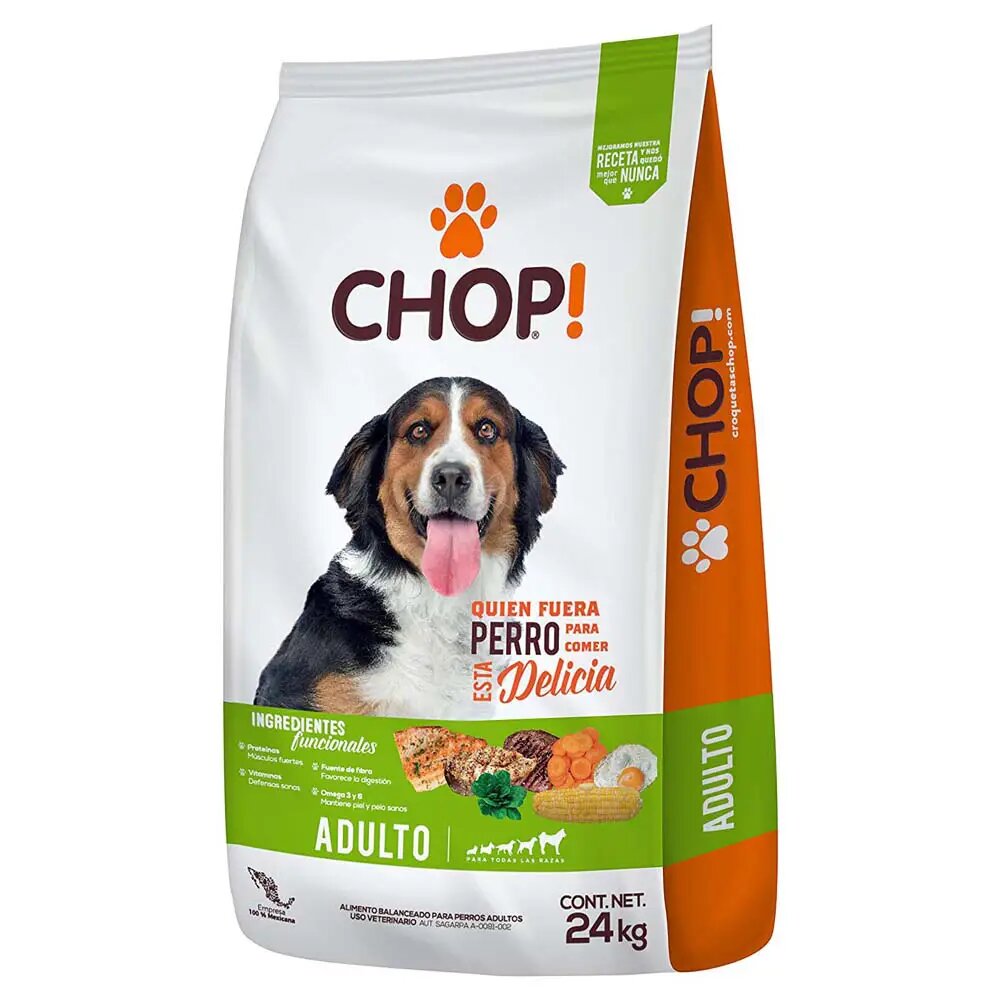 MEJORAMOS NUESTRA
RECETA Y NOS QUEDÓ
mejor que NUNCA
CHOP!®
QUIEN FUERA
PERRO PARA COMER
ESTA Delicia
INGREDIENTES
funcionales
Proteínas
Músculos fuertes
Fuente de fibra
Favorece la digestión
Vitaminas
Defensas sanas
Omega 3 y 6
Mantiene piel y pelo sanos
ADULTO
PARA TODAS LAS RAZAS
Empresa
100 % Mexicana
ALIMENTO BALANCEADO PARA PERROS ADULTOS
USO VETERINARIO AUT. SAGARPA A-0091-002
CONT. NET.
24kg
CHOP!
croquetaschop.com
ADULTO